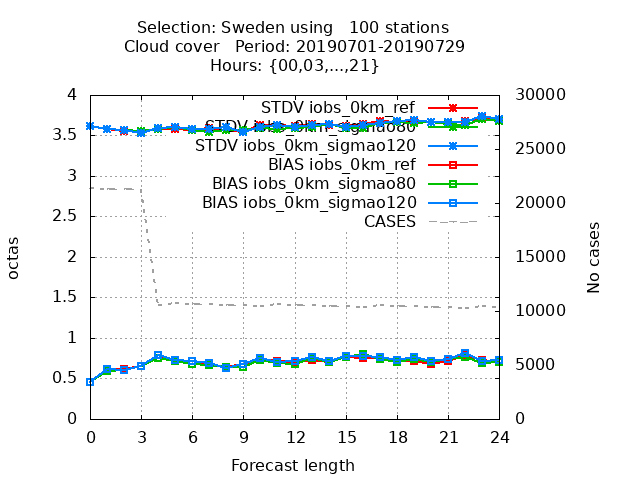 Selection: Sweden using   100 stations
Cloud cover   Period: 20190701-20190729
Hours: {00,03,...,21}
4
3.5
3
2.5
2
1.5
1
0.5
0
30000
25000
20000
15000
10000
5000
0
octas
No cases
STDV iobs_0km_ref
STDV iobs_0km_sigmao80
STDV iobs_0km_sigmao120
BIAS iobs_0km_ref
BIAS iobs_0km_sigmao80
BIAS iobs_0km_sigmao120
CASES
0 3 6 9 12 15 18 21 24
Forecast length